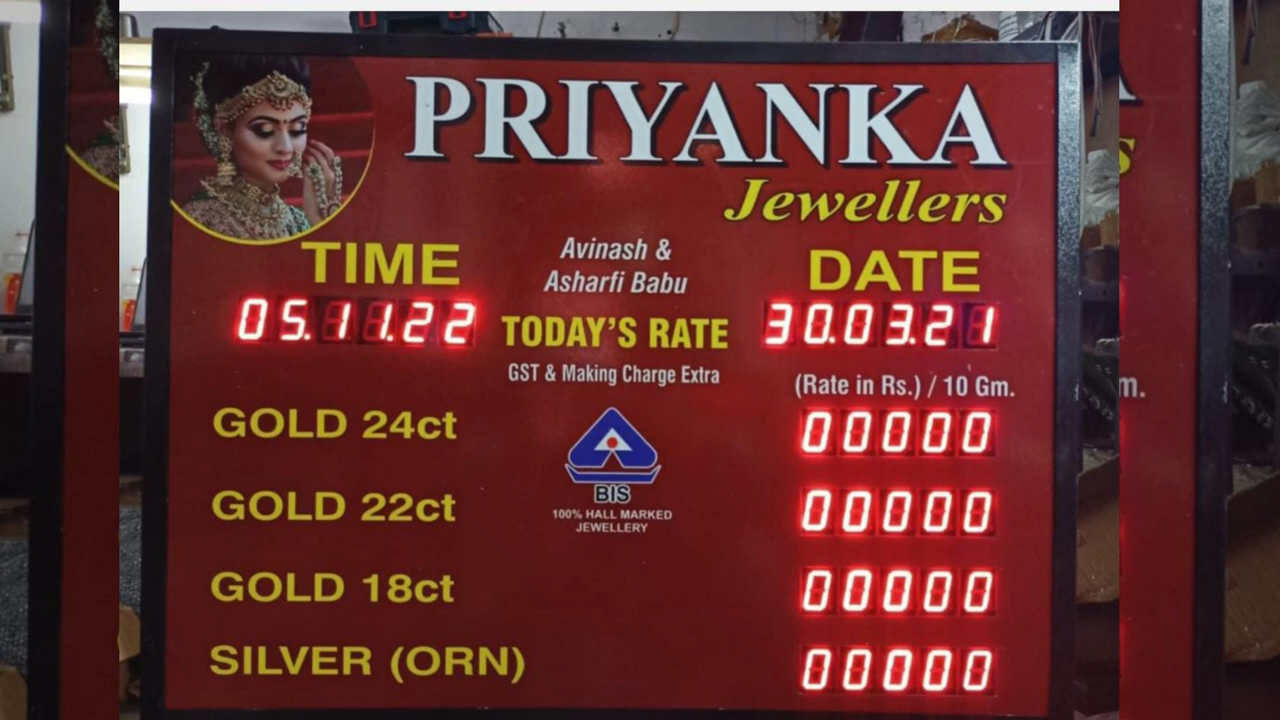 PRIYANKA
Jewellers
TIME
Avinash &
Asharfi Babu
DATE
05.11.22
TODAY'S RATE
30.03.21
GST & Making Charge Extra
(Rate in Rs.) / 10 Gm.
GOLD 24ct
00000
BIS
100% HALL MARKED
JEWELLERY
GOLD 22ct
00000
GOLD 18ct
00000
SILVER (ORN)
00000
m.